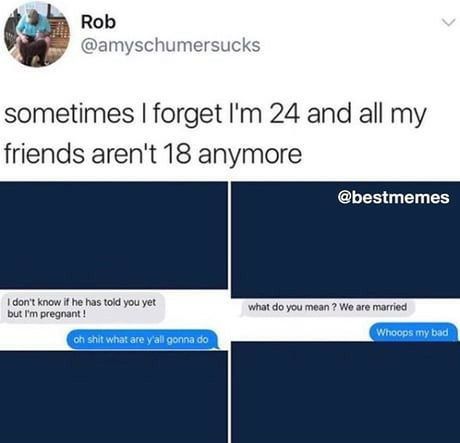 Rob
@amyschumersucks
sometimes I forget I'm 24 and all my
friends aren't 18 anymore
@bestmemes
I don't know if he has told you yet
but I'm pregnant !
oh shit what are y'all gonna do
what do you mean ? We are married
Whoops my bad